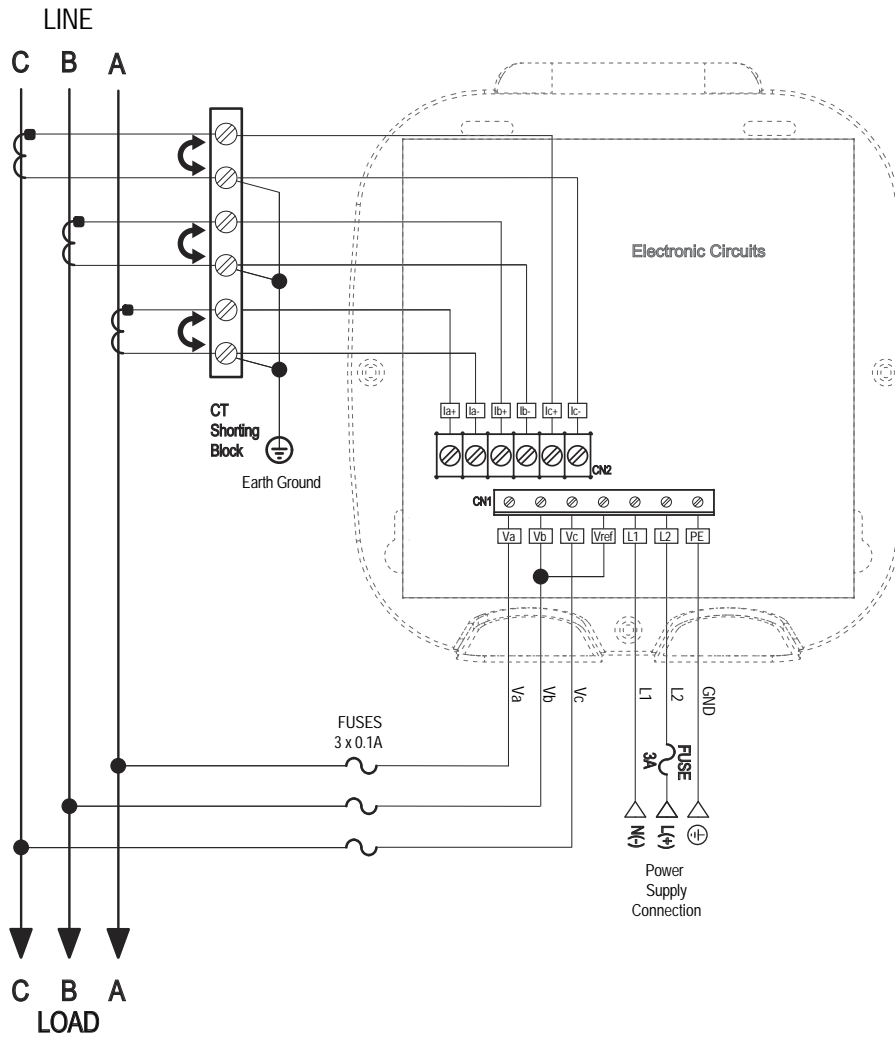 LINE
C B A
Electronic Circuits
CT
Shorting
Block
Earth Ground
Ia+ Ia- Ib+ Ib- Ic+ Ic-
CN2
CN1
Va Vb Vc Vref L1 L2 PE
Va Vb Vc L1 L2 GND
FUSES
3 x 0.1A
FUSE
3A
N(-) L(+)
Power
Supply
Connection
C B A
LOAD